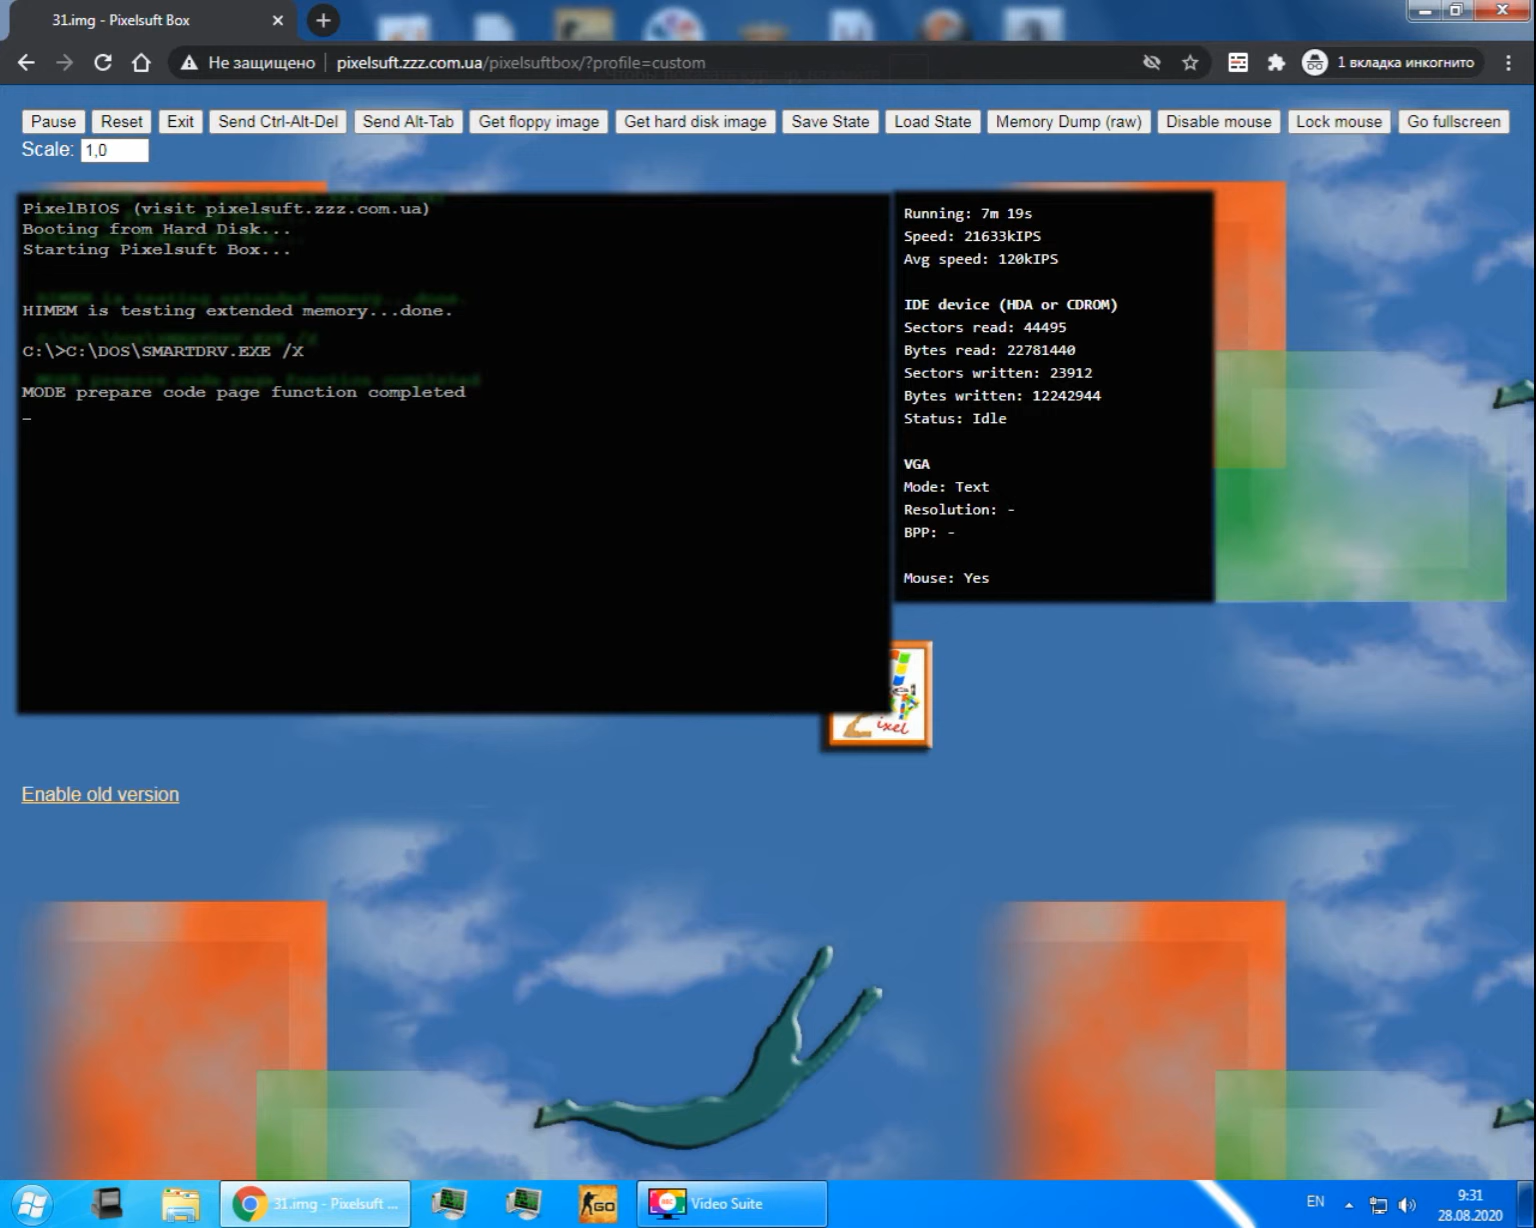 31.img - Pixelsuft Box
Не защищено
pixelsuft.zzz.com.ua/pixelsuftbox/?profile=custom
1 вкладка инкогнито
Pause Reset Exit Send Ctrl-Alt-Del Send Alt-Tab Get floppy image Get hard disk image Save State Load State Memory Dump (raw) Disable mouse Lock mouse Go fullscreen
Scale: 1,0
PixelBIOS (visit pixelsuft.zzz.com.ua)
Booting from Hard Disk...
Starting Pixelsuft Box...
HIMEM is testing extended memory...done.
C:\>C:\DOS\SMARTDRV.EXE /X
MODE prepare code page function completed
_
Running: 7m 19s
Speed: 21633kIPS
Avg speed: 120kIPS
IDE device (HDA or CDROM)
Sectors read: 44495
Bytes read: 22781440
Sectors written: 23912
Bytes written: 12242944
Status: Idle
VGA
Mode: Text
Resolution: -
BPP: -
Mouse: Yes
ixel
Enable old version
31.img - Pixelsuft ...
GO
REC
Video Suite
EN
9:31
28.08.2020